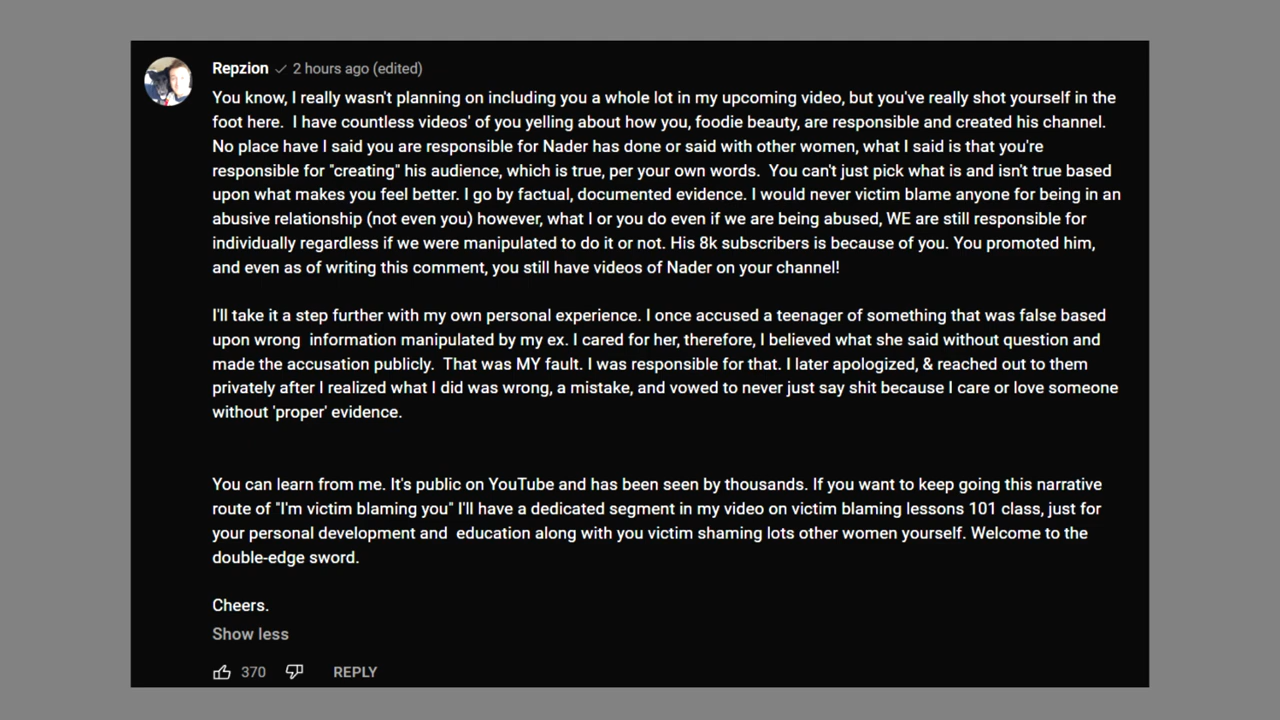 Repzion ✓ 2 hours ago (edited)
You know, I really wasn't planning on including you a whole lot in my upcoming video, but you've really shot yourself in the
foot here.  I have countless videos' of you yelling about how you, foodie beauty, are responsible and created his channel.
No place have I said you are responsible for Nader has done or said with other women, what I said is that you're
responsible for "creating" his audience, which is true, per your own words.  You can't just pick what is and isn't true based
upon what makes you feel better. I go by factual, documented evidence. I would never victim blame anyone for being in an
abusive relationship (not even you) however, what I or you do even if we are being abused, WE are still responsible for
individually regardless if we were manipulated to do it or not. His 8k subscribers is because of you. You promoted him,
and even as of writing this comment, you still have videos of Nader on your channel!
I'll take it a step further with my own personal experience. I once accused a teenager of something that was false based
upon wrong  information manipulated by my ex. I cared for her, therefore, I believed what she said without question and
made the accusation publicly.  That was MY fault. I was responsible for that. I later apologized, & reached out to them
privately after I realized what I did was wrong, a mistake, and vowed to never just say shit because I care or love someone
without 'proper' evidence.
You can learn from me. It's public on YouTube and has been seen by thousands. If you want to keep going this narrative
route of "I'm victim blaming you" I'll have a dedicated segment in my video on victim blaming lessons 101 class, just for
your personal development and  education along with you victim shaming lots other women yourself. Welcome to the
double-edge sword.
Cheers.
Show less
370 REPLY